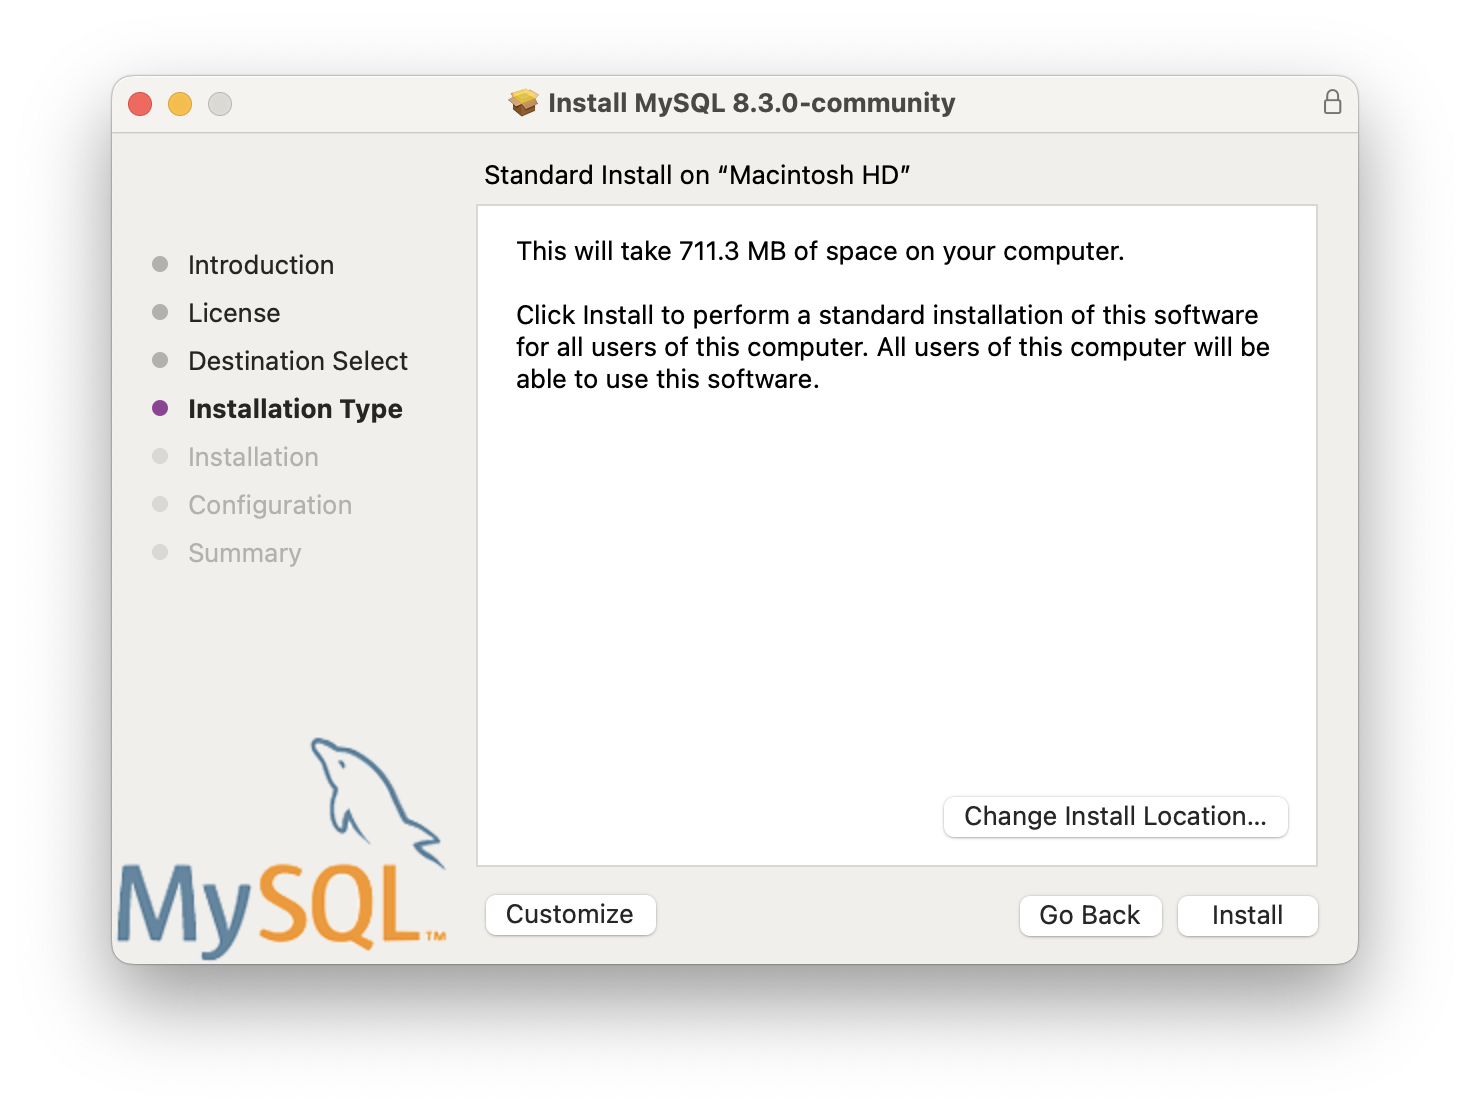 Install MySQL 8.3.0-community
Standard Install on “Macintosh HD”
Introduction
License
Destination Select
Installation Type
Installation
Configuration
Summary
This will take 711.3 MB of space on your computer.
Click Install to perform a standard installation of this software
for all users of this computer. All users of this computer will be
able to use this software.
Change Install Location...
MySQL™
Customize
Go Back
Install